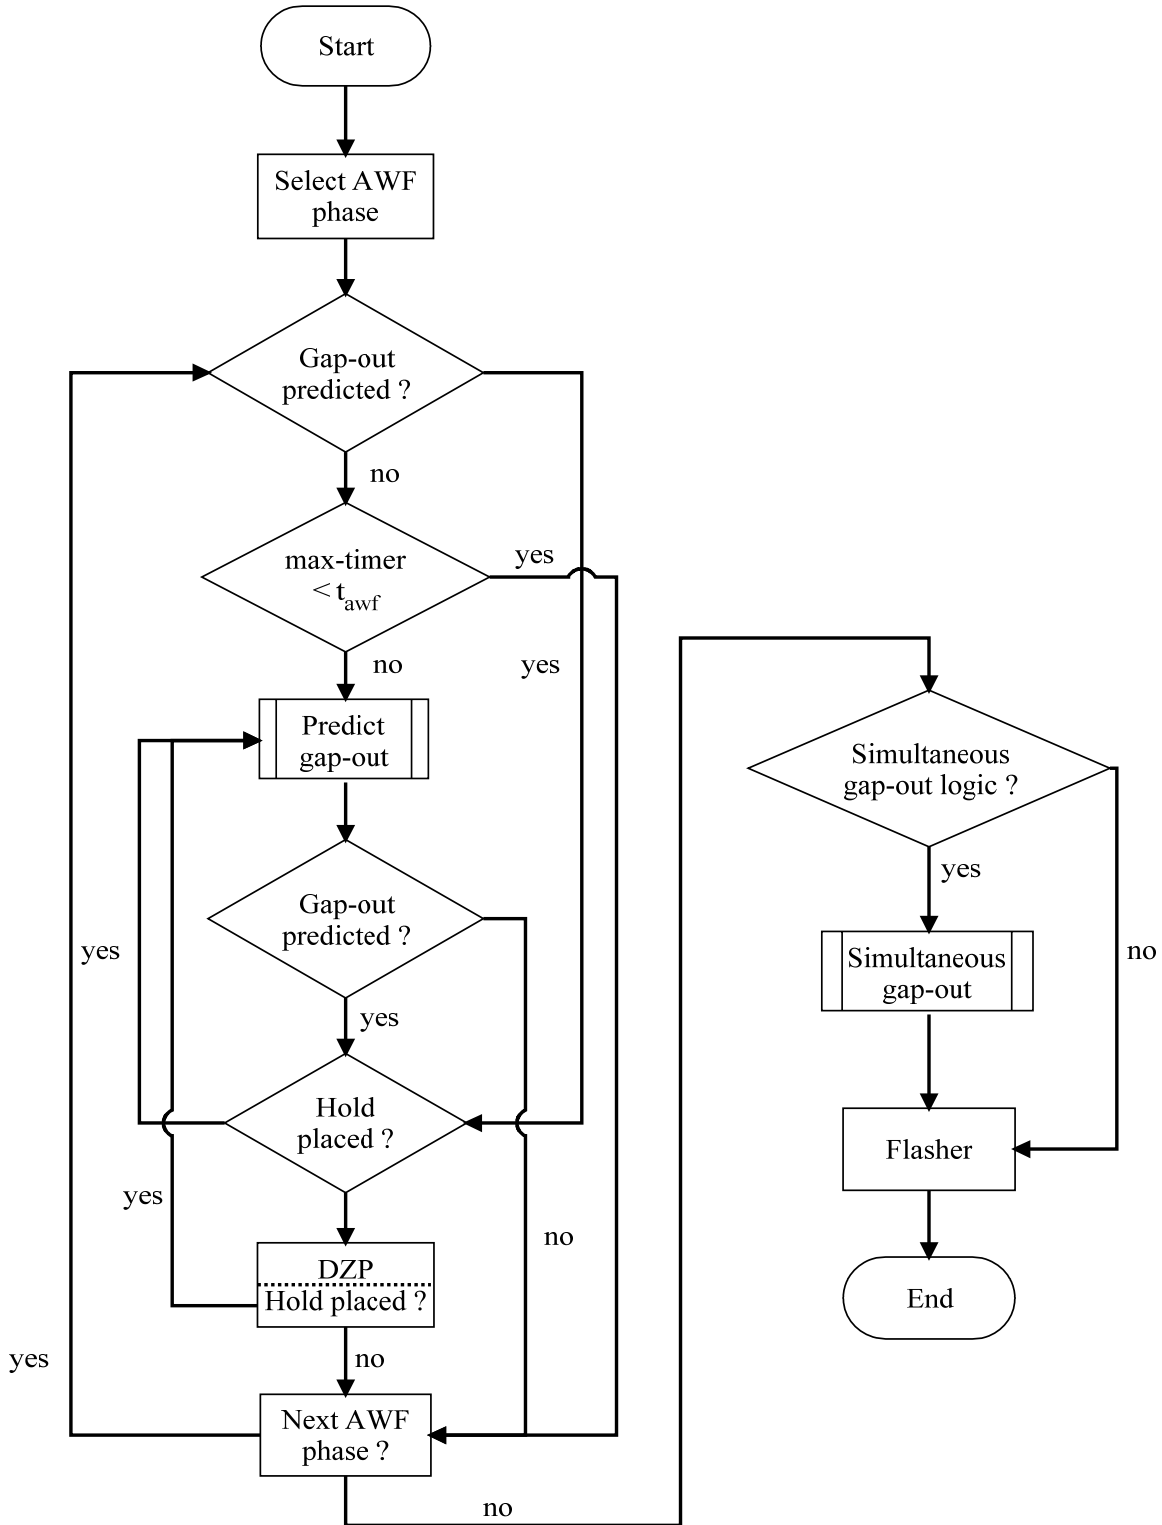 Start
Select AWF
phase
Gap-out
predicted ?
no
max-timer
< t_awf
yes
no
yes
Predict
gap-out
Gap-out
predicted ?
yes
yes
Hold
placed ?
yes
no
DZP
Hold placed ?
yes
no
Next AWF
phase ?
no
Simultaneous
gap-out logic ?
yes
no
Simultaneous
gap-out
Flasher
End